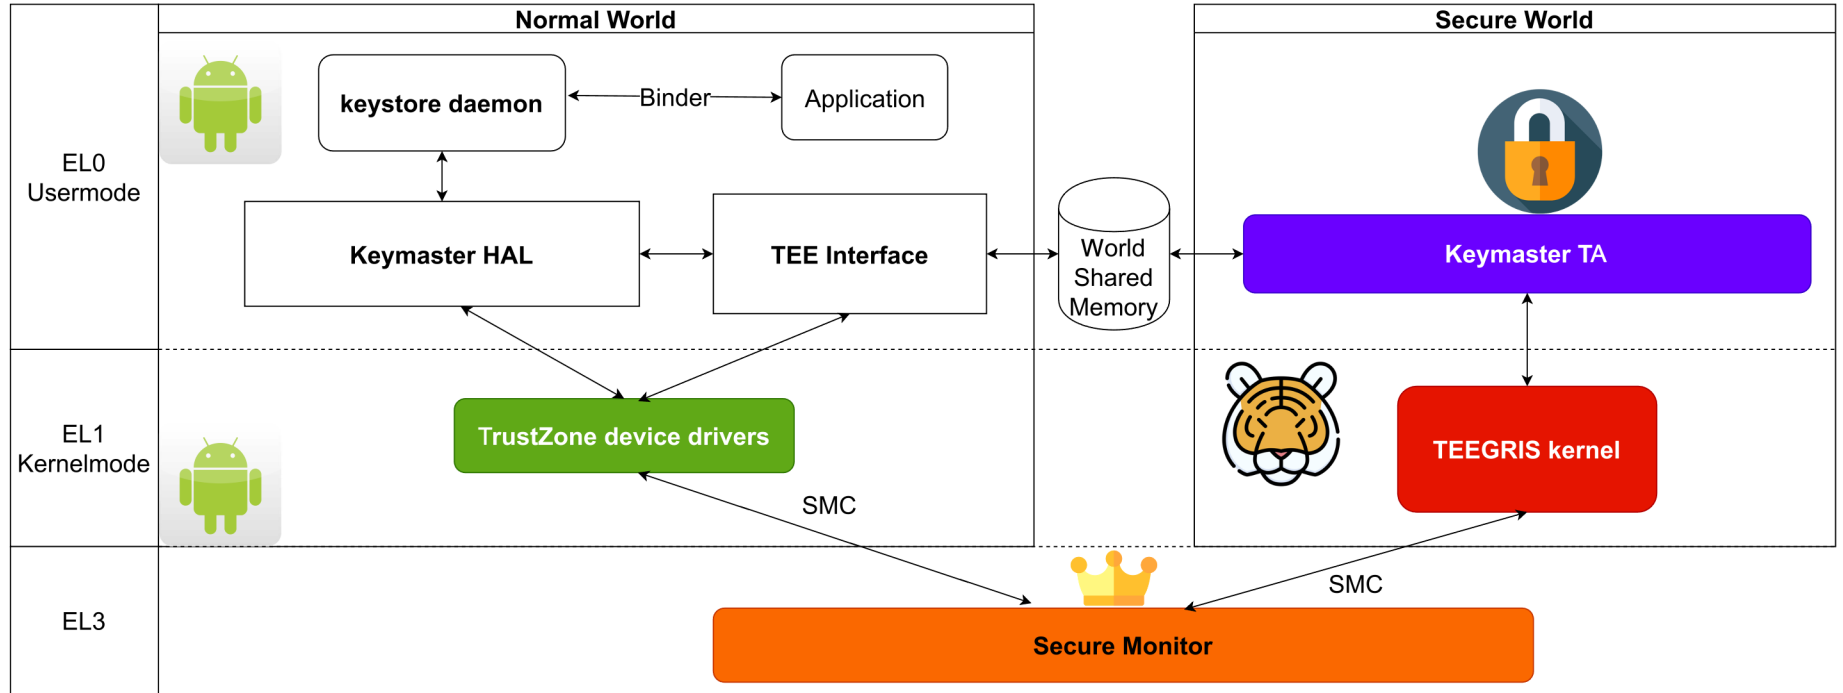 Normal World
Secure World
EL0
Usermode
keystore daemon
Binder
Application
Keymaster HAL
TEE Interface
World
Shared
Memory
Keymaster TA
EL1
Kernelmode
TrustZone device drivers
TEEGRIS kernel
SMC
SMC
EL3
Secure Monitor